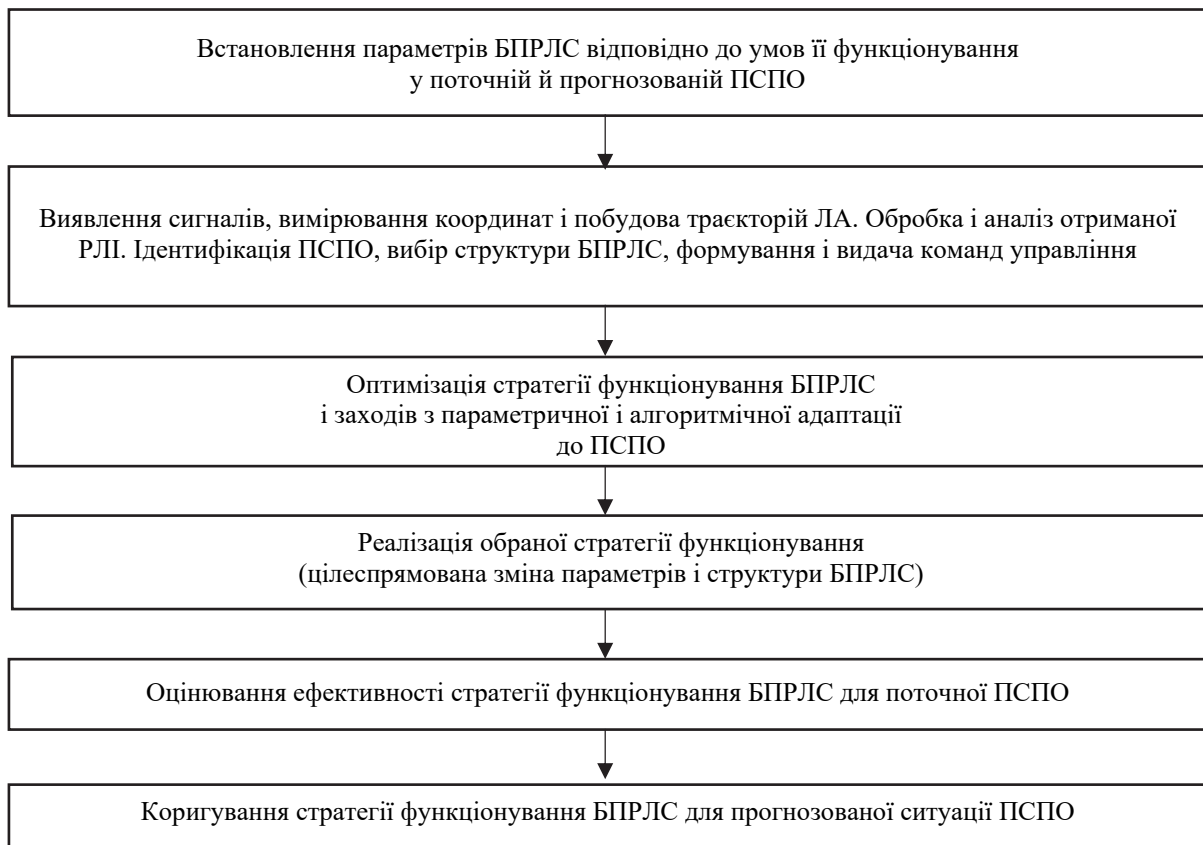 Встановлення параметрів БПРЛС відповідно до умов її функціонування
у поточній й прогнозованій ПСПО
Виявлення сигналів, вимірювання координат і побудова траєкторій ЛА. Обробка і аналіз отриманої
РЛІ. Ідентифікація ПСПО, вибір структури БПРЛС, формування і видача команд управління
Оптимізація стратегії функціонування БПРЛС
і заходів з параметричної і алгоритмічної адаптації
до ПСПО
Реалізація обраної стратегії функціонування
(цілеспрямована зміна параметрів і структури БПРЛС)
Оцінювання ефективності стратегії функціонування БПРЛС для поточної ПСПО
Коригування стратегії функціонування БПРЛС для прогнозованої ситуації ПСПО